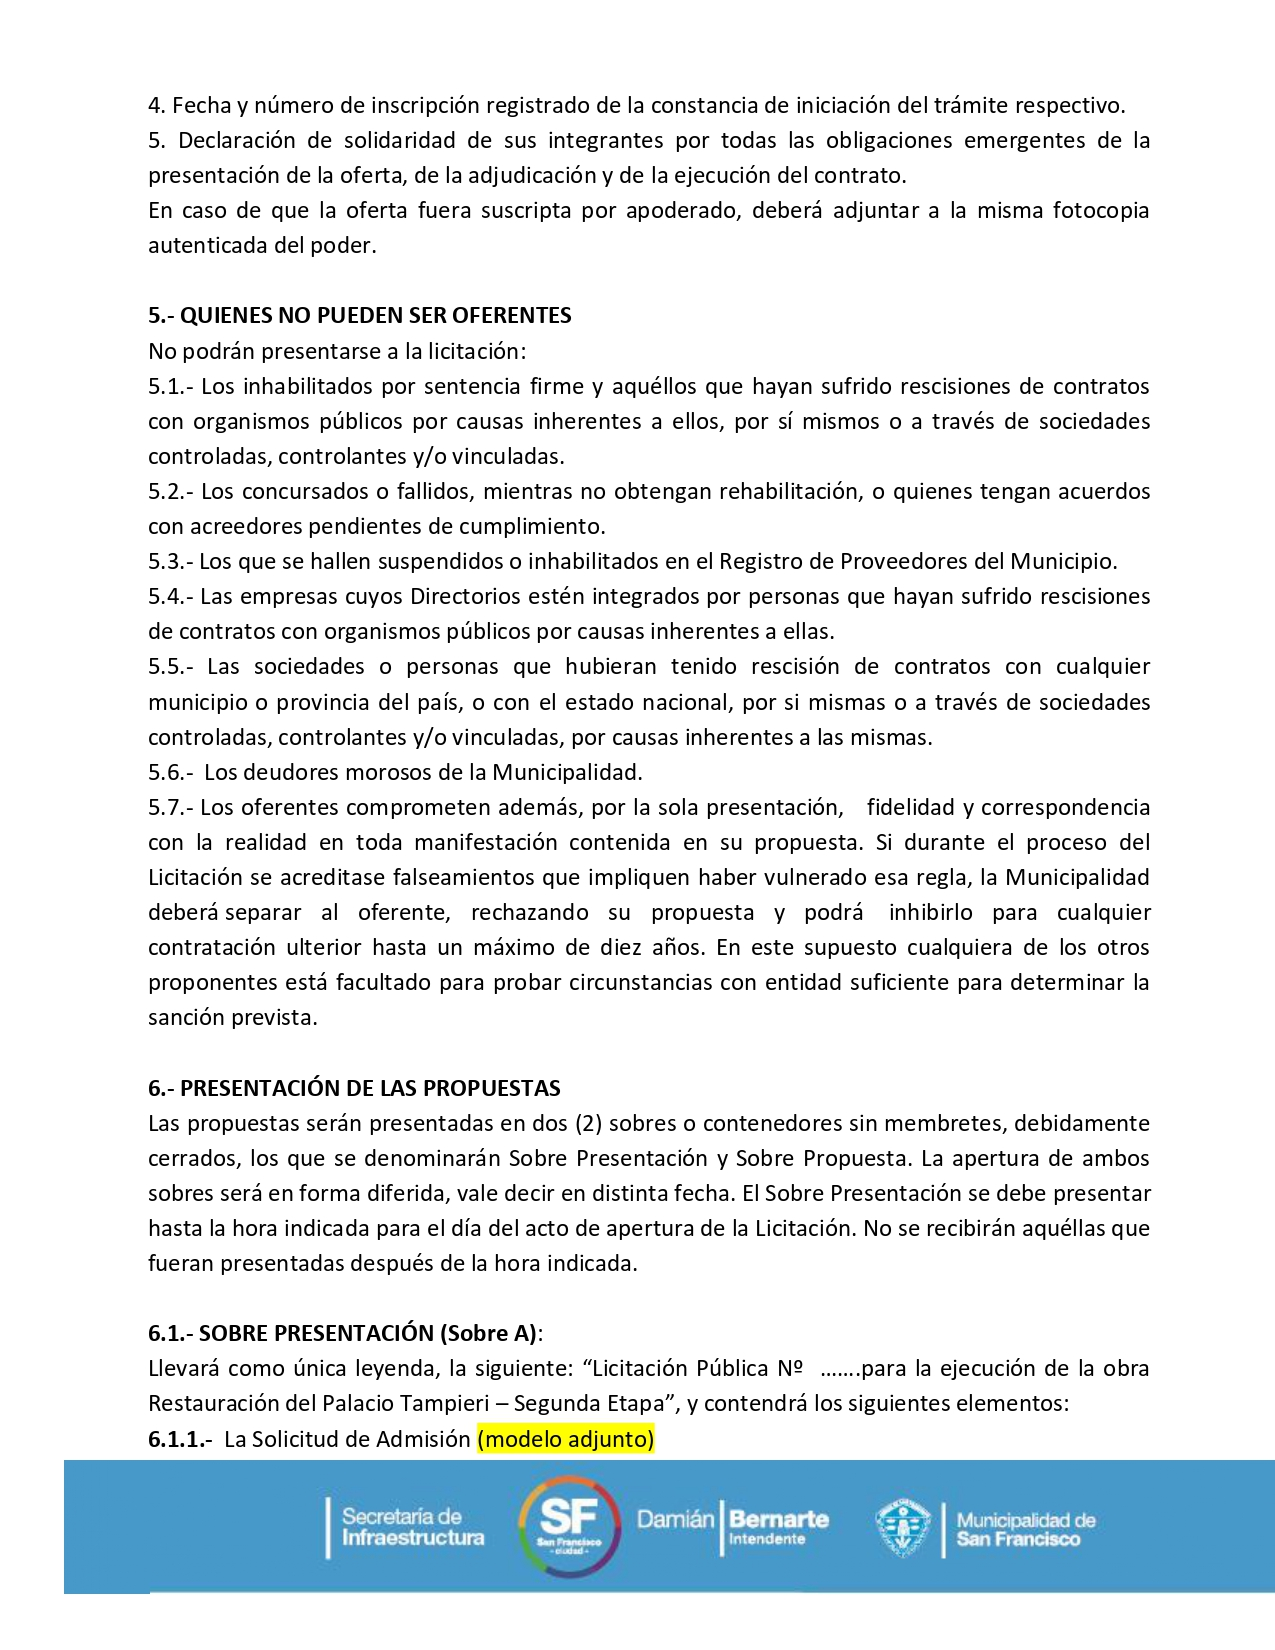 4. Fecha y número de inscripción registrado de la constancia de iniciación del trámite respectivo.
5. Declaración de solidaridad de sus integrantes por todas las obligaciones emergentes de la
presentación de la oferta, de la adjudicación y de la ejecución del contrato.
En caso de que la oferta fuera suscripta por apoderado, deberá adjuntar a la misma fotocopia
autenticada del poder.
5.- QUIENES NO PUEDEN SER OFERENTES
No podrán presentarse a la licitación:
5.1.- Los inhabilitados por sentencia firme y aquéllos que hayan sufrido rescisiones de contratos
con organismos públicos por causas inherentes a ellos, por sí mismos o a través de sociedades
controladas, controlantes y/o vinculadas.
5.2.- Los concursados o fallidos, mientras no obtengan rehabilitación, o quienes tengan acuerdos
con acreedores pendientes de cumplimiento.
5.3.- Los que se hallen suspendidos o inhabilitados en el Registro de Proveedores del Municipio.
5.4.- Las empresas cuyos Directorios estén integrados por personas que hayan sufrido rescisiones
de contratos con organismos públicos por causas inherentes a ellas.
5.5.- Las sociedades o personas que hubieran tenido rescisión de contratos con cualquier
municipio o provincia del país, o con el estado nacional, por si mismas o a través de sociedades
controladas, controlantes y/o vinculadas, por causas inherentes a las mismas.
5.6.- Los deudores morosos de la Municipalidad.
5.7.- Los oferentes comprometen además, por la sola presentación, fidelidad y correspondencia
con la realidad en toda manifestación contenida en su propuesta. Si durante el proceso del
Licitación se acreditase falseamientos que impliquen haber vulnerado esa regla, la Municipalidad
deberá separar al oferente, rechazando su propuesta y podrá inhibirlo para cualquier
contratación ulterior hasta un máximo de diez años. En este supuesto cualquiera de los otros
proponentes está facultado para probar circunstancias con entidad suficiente para determinar la
sanción prevista.
6.- PRESENTACIÓN DE LAS PROPUESTAS
Las propuestas serán presentadas en dos (2) sobres o contenedores sin membretes, debidamente
cerrados, los que se denominarán Sobre Presentación y Sobre Propuesta. La apertura de ambos
sobres será en forma diferida, vale decir en distinta fecha. El Sobre Presentación se debe presentar
hasta la hora indicada para el día del acto de apertura de la Licitación. No se recibirán aquéllas que
fueran presentadas después de la hora indicada.
6.1.- SOBRE PRESENTACIÓN (Sobre A):
Llevará como única leyenda, la siguiente: “Licitación Pública Nº …….para la ejecución de la obra
Restauración del Palacio Tampieri – Segunda Etapa”, y contendrá los siguientes elementos:
6.1.1.- La Solicitud de Admisión (modelo adjunto)
Secretaría de
Infraestructura
SF
San Francisco
- ciudad -
Damián Bernarte
Intendente
Municipalidad de
San Francisco